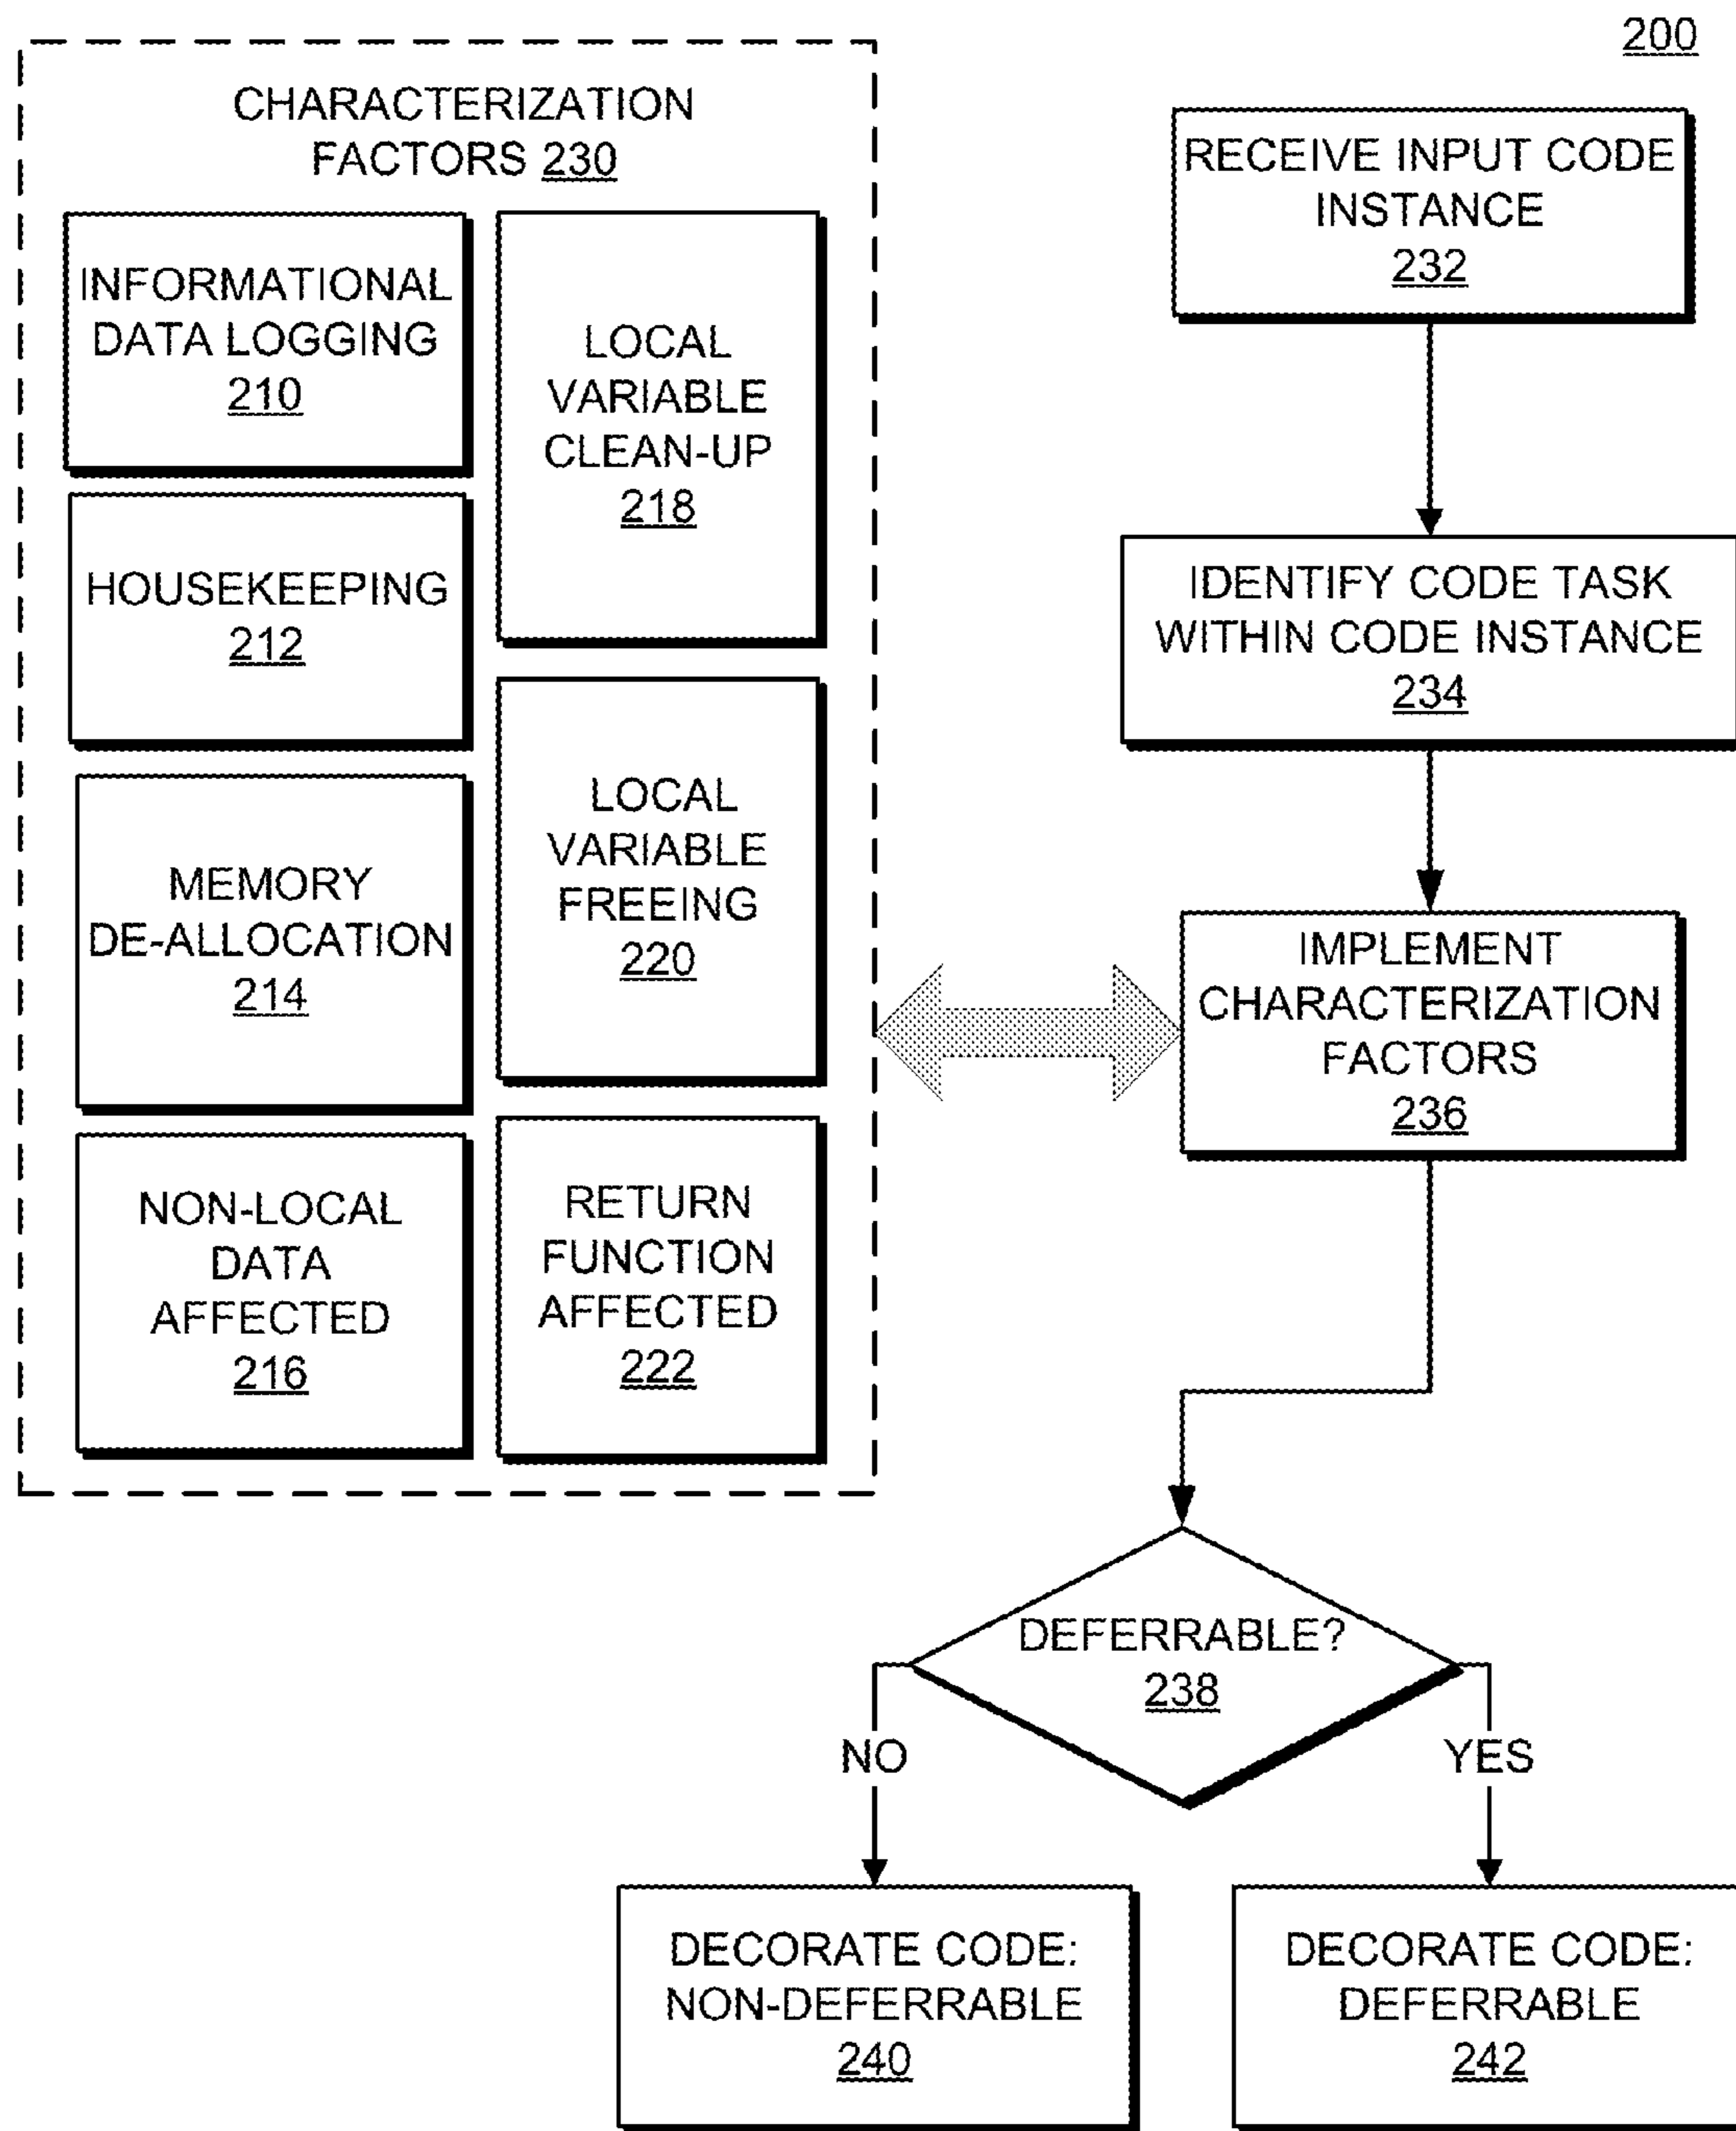 200
CHARACTERIZATION
FACTORS 230
INFORMATIONAL
DATA LOGGING
210
HOUSEKEEPING
212
MEMORY
DE-ALLOCATION
214
NON-LOCAL
DATA
AFFECTED
216
LOCAL
VARIABLE
CLEAN-UP
218
LOCAL
VARIABLE
FREEING
220
RETURN
FUNCTION
AFFECTED
222
RECEIVE INPUT CODE
INSTANCE
232
IDENTIFY CODE TASK
WITHIN CODE INSTANCE
234
IMPLEMENT
CHARACTERIZATION
FACTORS
236
DEFERRABLE?
238
NO
YES
DECORATE CODE:
NON-DEFERRABLE
240
DECORATE CODE:
DEFERRABLE
242